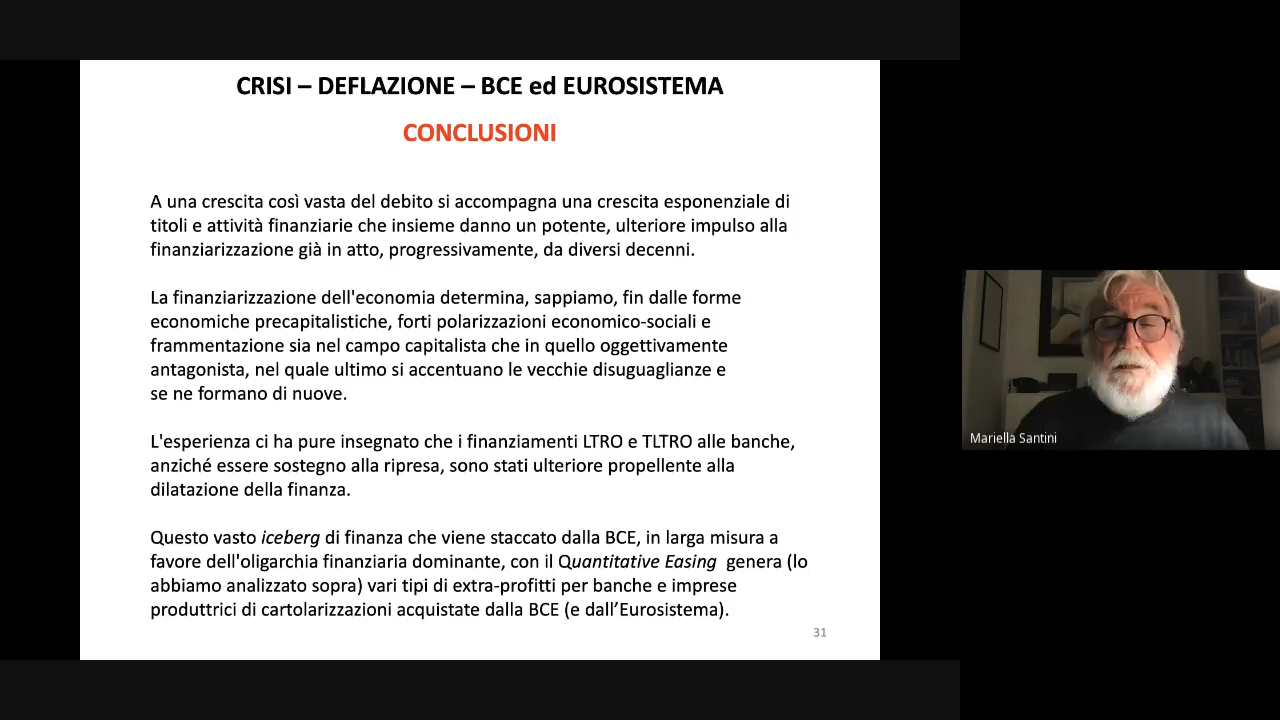 CRISI – DEFLAZIONE – BCE ed EUROSISTEMA
CONCLUSIONI
A una crescita così vasta del debito si accompagna una crescita esponenziale di
titoli e attività finanziarie che insieme danno un potente, ulteriore impulso alla
finanziarizzazione già in atto, progressivamente, da diversi decenni.
La finanziarizzazione dell'economia determina, sappiamo, fin dalle forme
economiche precapitalistiche, forti polarizzazioni economico-sociali e
frammentazione sia nel campo capitalista che in quello oggettivamente
antagonista, nel quale ultimo si accentuano le vecchie disuguaglianze e
se ne formano di nuove.
L'esperienza ci ha pure insegnato che i finanziamenti LTRO e TLTRO alle banche,
anziché essere sostegno alla ripresa, sono stati ulteriore propellente alla
dilatazione della finanza.
Questo vasto iceberg di finanza che viene staccato dalla BCE, in larga misura a
favore dell'oligarchia finanziaria dominante, con il Quantitative Easing genera (lo
abbiamo analizzato sopra) vari tipi di extra-profitti per banche e imprese
produttrici di cartolarizzazioni acquistate dalla BCE (e dall’Eurosistema).
31
Mariella Santini